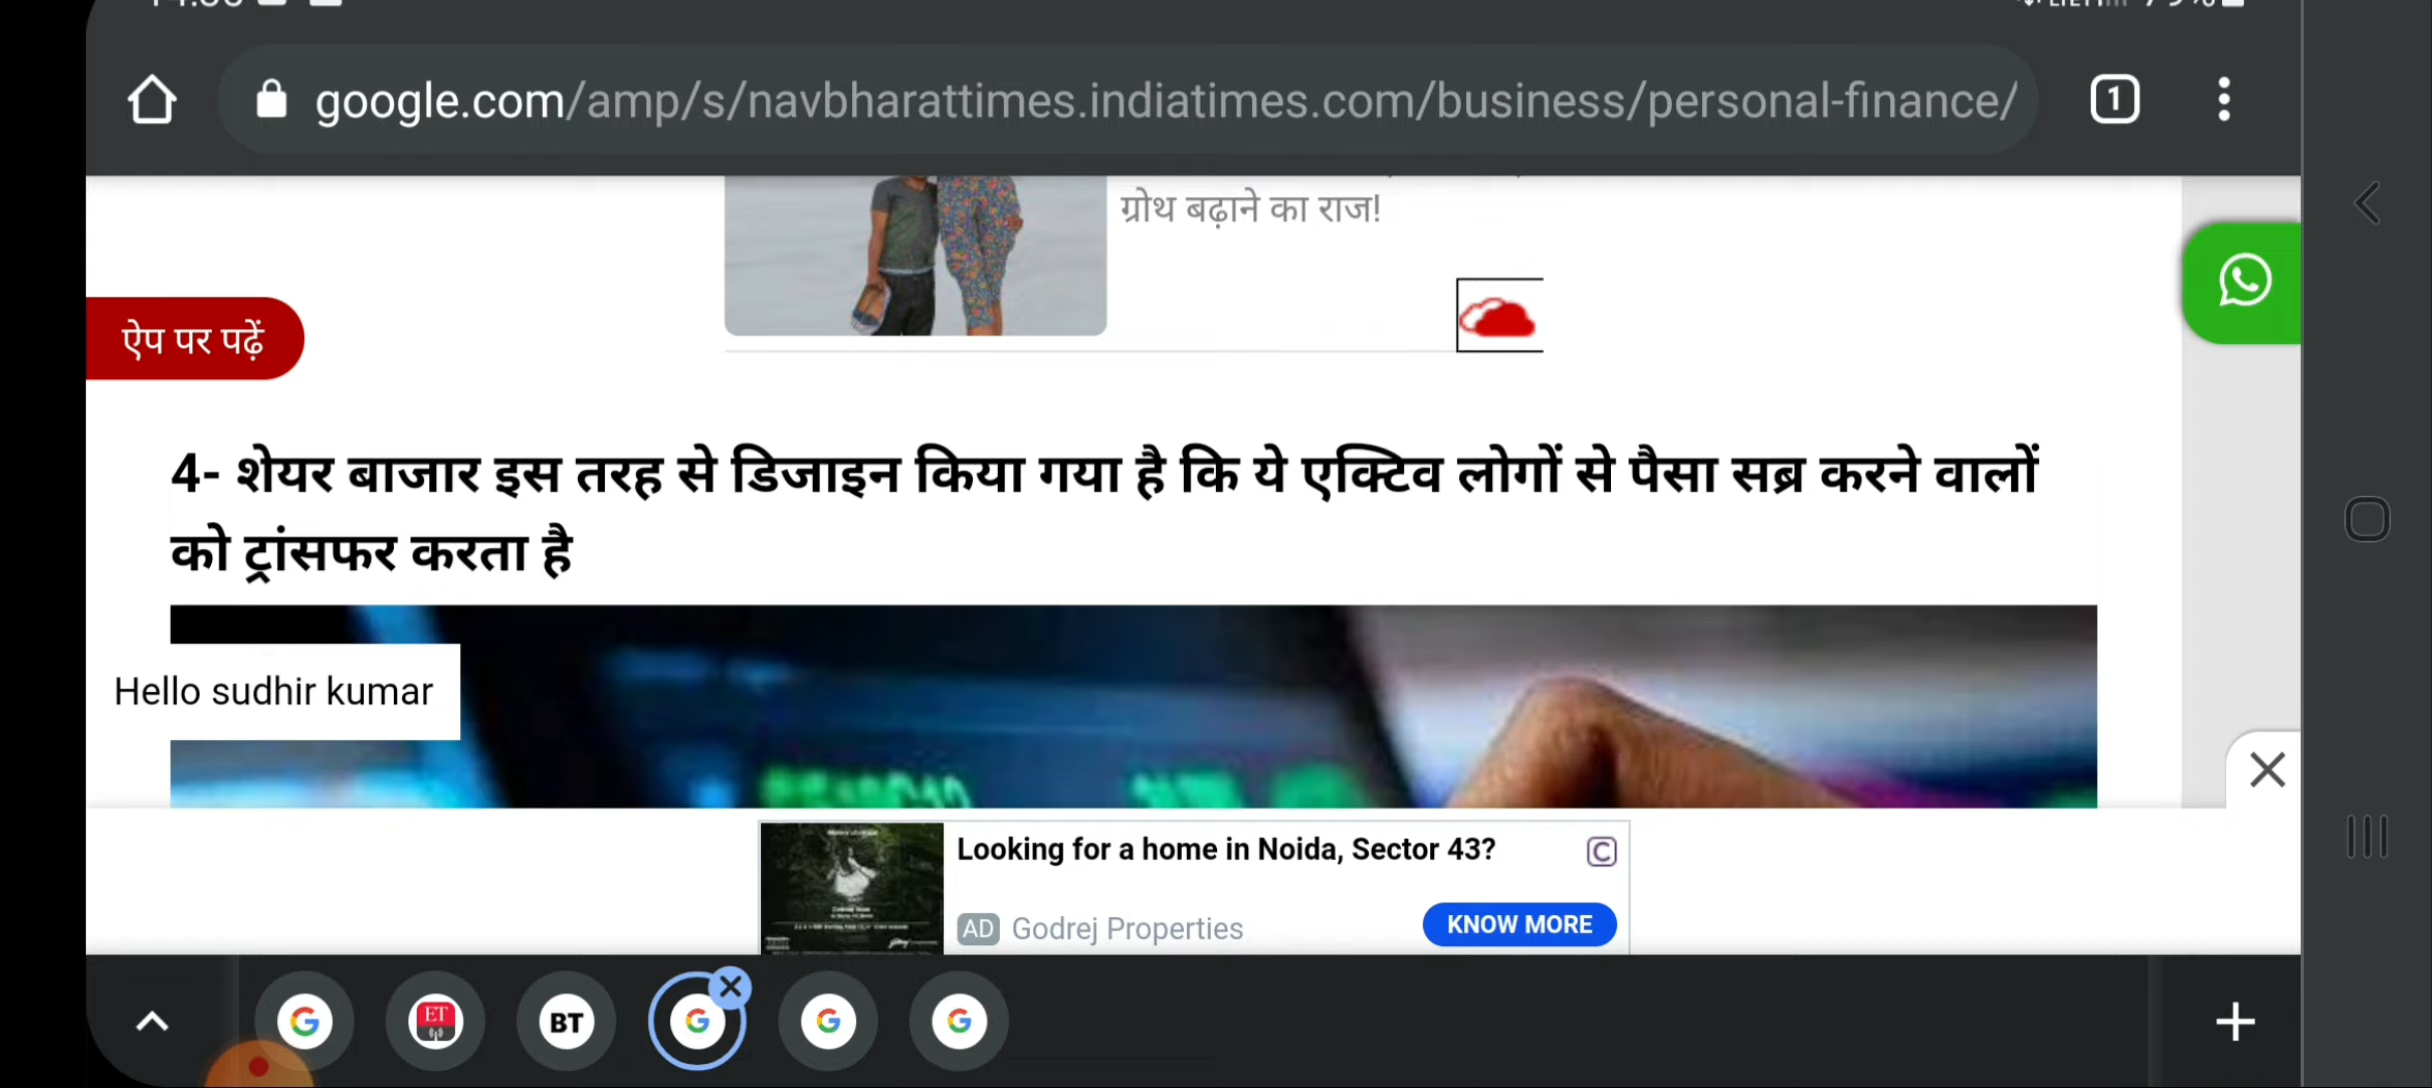 google.com/amp/s/navbharattimes.indiatimes.com/business/personal-finance/
1
ग्रोथ बढ़ाने का राज!
ऐप पर पढ़ें
4- शेयर बाजार इस तरह से डिजाइन किया गया है कि ये एक्टिव लोगों से पैसा सब्र करने वालों
को ट्रांसफर करता है
Hello sudhir kumar
Looking for a home in Noida, Sector 43?
AD Godrej Properties
KNOW MORE
ET
BT